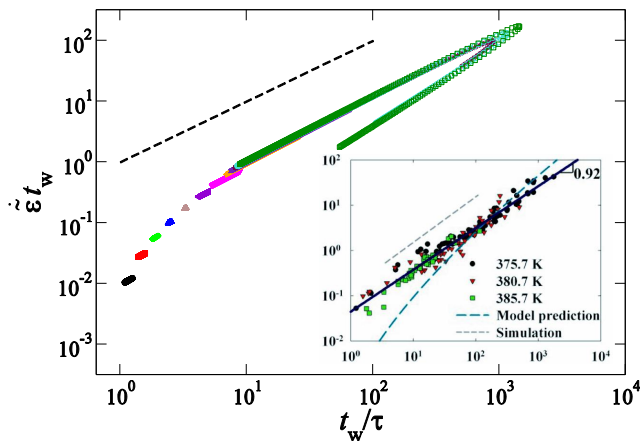 10²
10¹
10⁰
10⁻¹
10⁻²
10⁻³
ε̃̇ t_w
10⁰ 10¹ 10² 10³ 10⁴
t_w/τ
10²
10¹
10⁰
10⁻¹
10⁻²
0.92
375.7 K
380.7 K
385.7 K
Model prediction
Simulation
10⁰ 10¹ 10² 10³ 10⁴